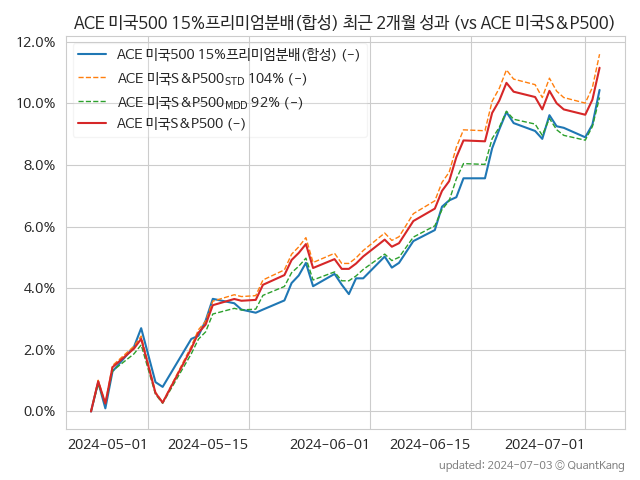 ACE 미국500 15%프리미엄분배(합성) 최근 2개월 성과 (vs ACE 미국S&P500)
12.0%
10.0%
8.0%
6.0%
4.0%
2.0%
0.0%
ACE 미국500 15%프리미엄분배(합성) (-)
ACE 미국S&P500STD 104% (-)
ACE 미국S&P500MDD 92% (-)
ACE 미국S&P500 (-)
2024-05-01 2024-05-15 2024-06-01 2024-06-15 2024-07-01
updated: 2024-07-03 © QuantKang